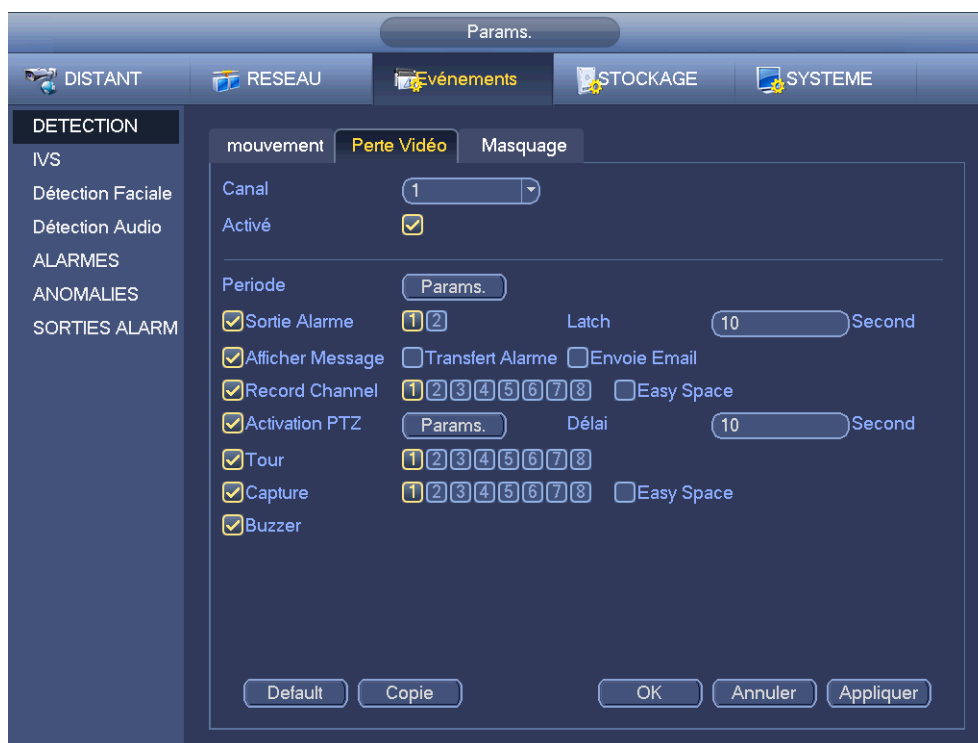 Params.
DISTANT RESEAU Evénements STOCKAGE SYSTEME
DETECTION
IVS
Détection Faciale
Détection Audio
ALARMES
ANOMALIES
SORTIES ALARM
mouvement Perte Vidéo Masquage
Canal 1
Activé
Periode Params.
Sortie Alarme 1 2 Latch 10 Second
Afficher Message Transfert Alarme Envoie Email
Record Channel 1 2 3 4 5 6 7 8 Easy Space
Activation PTZ Params. Délai 10 Second
Tour 1 2 3 4 5 6 7 8
Capture 1 2 3 4 5 6 7 8 Easy Space
Buzzer
Default Copie OK Annuler Appliquer